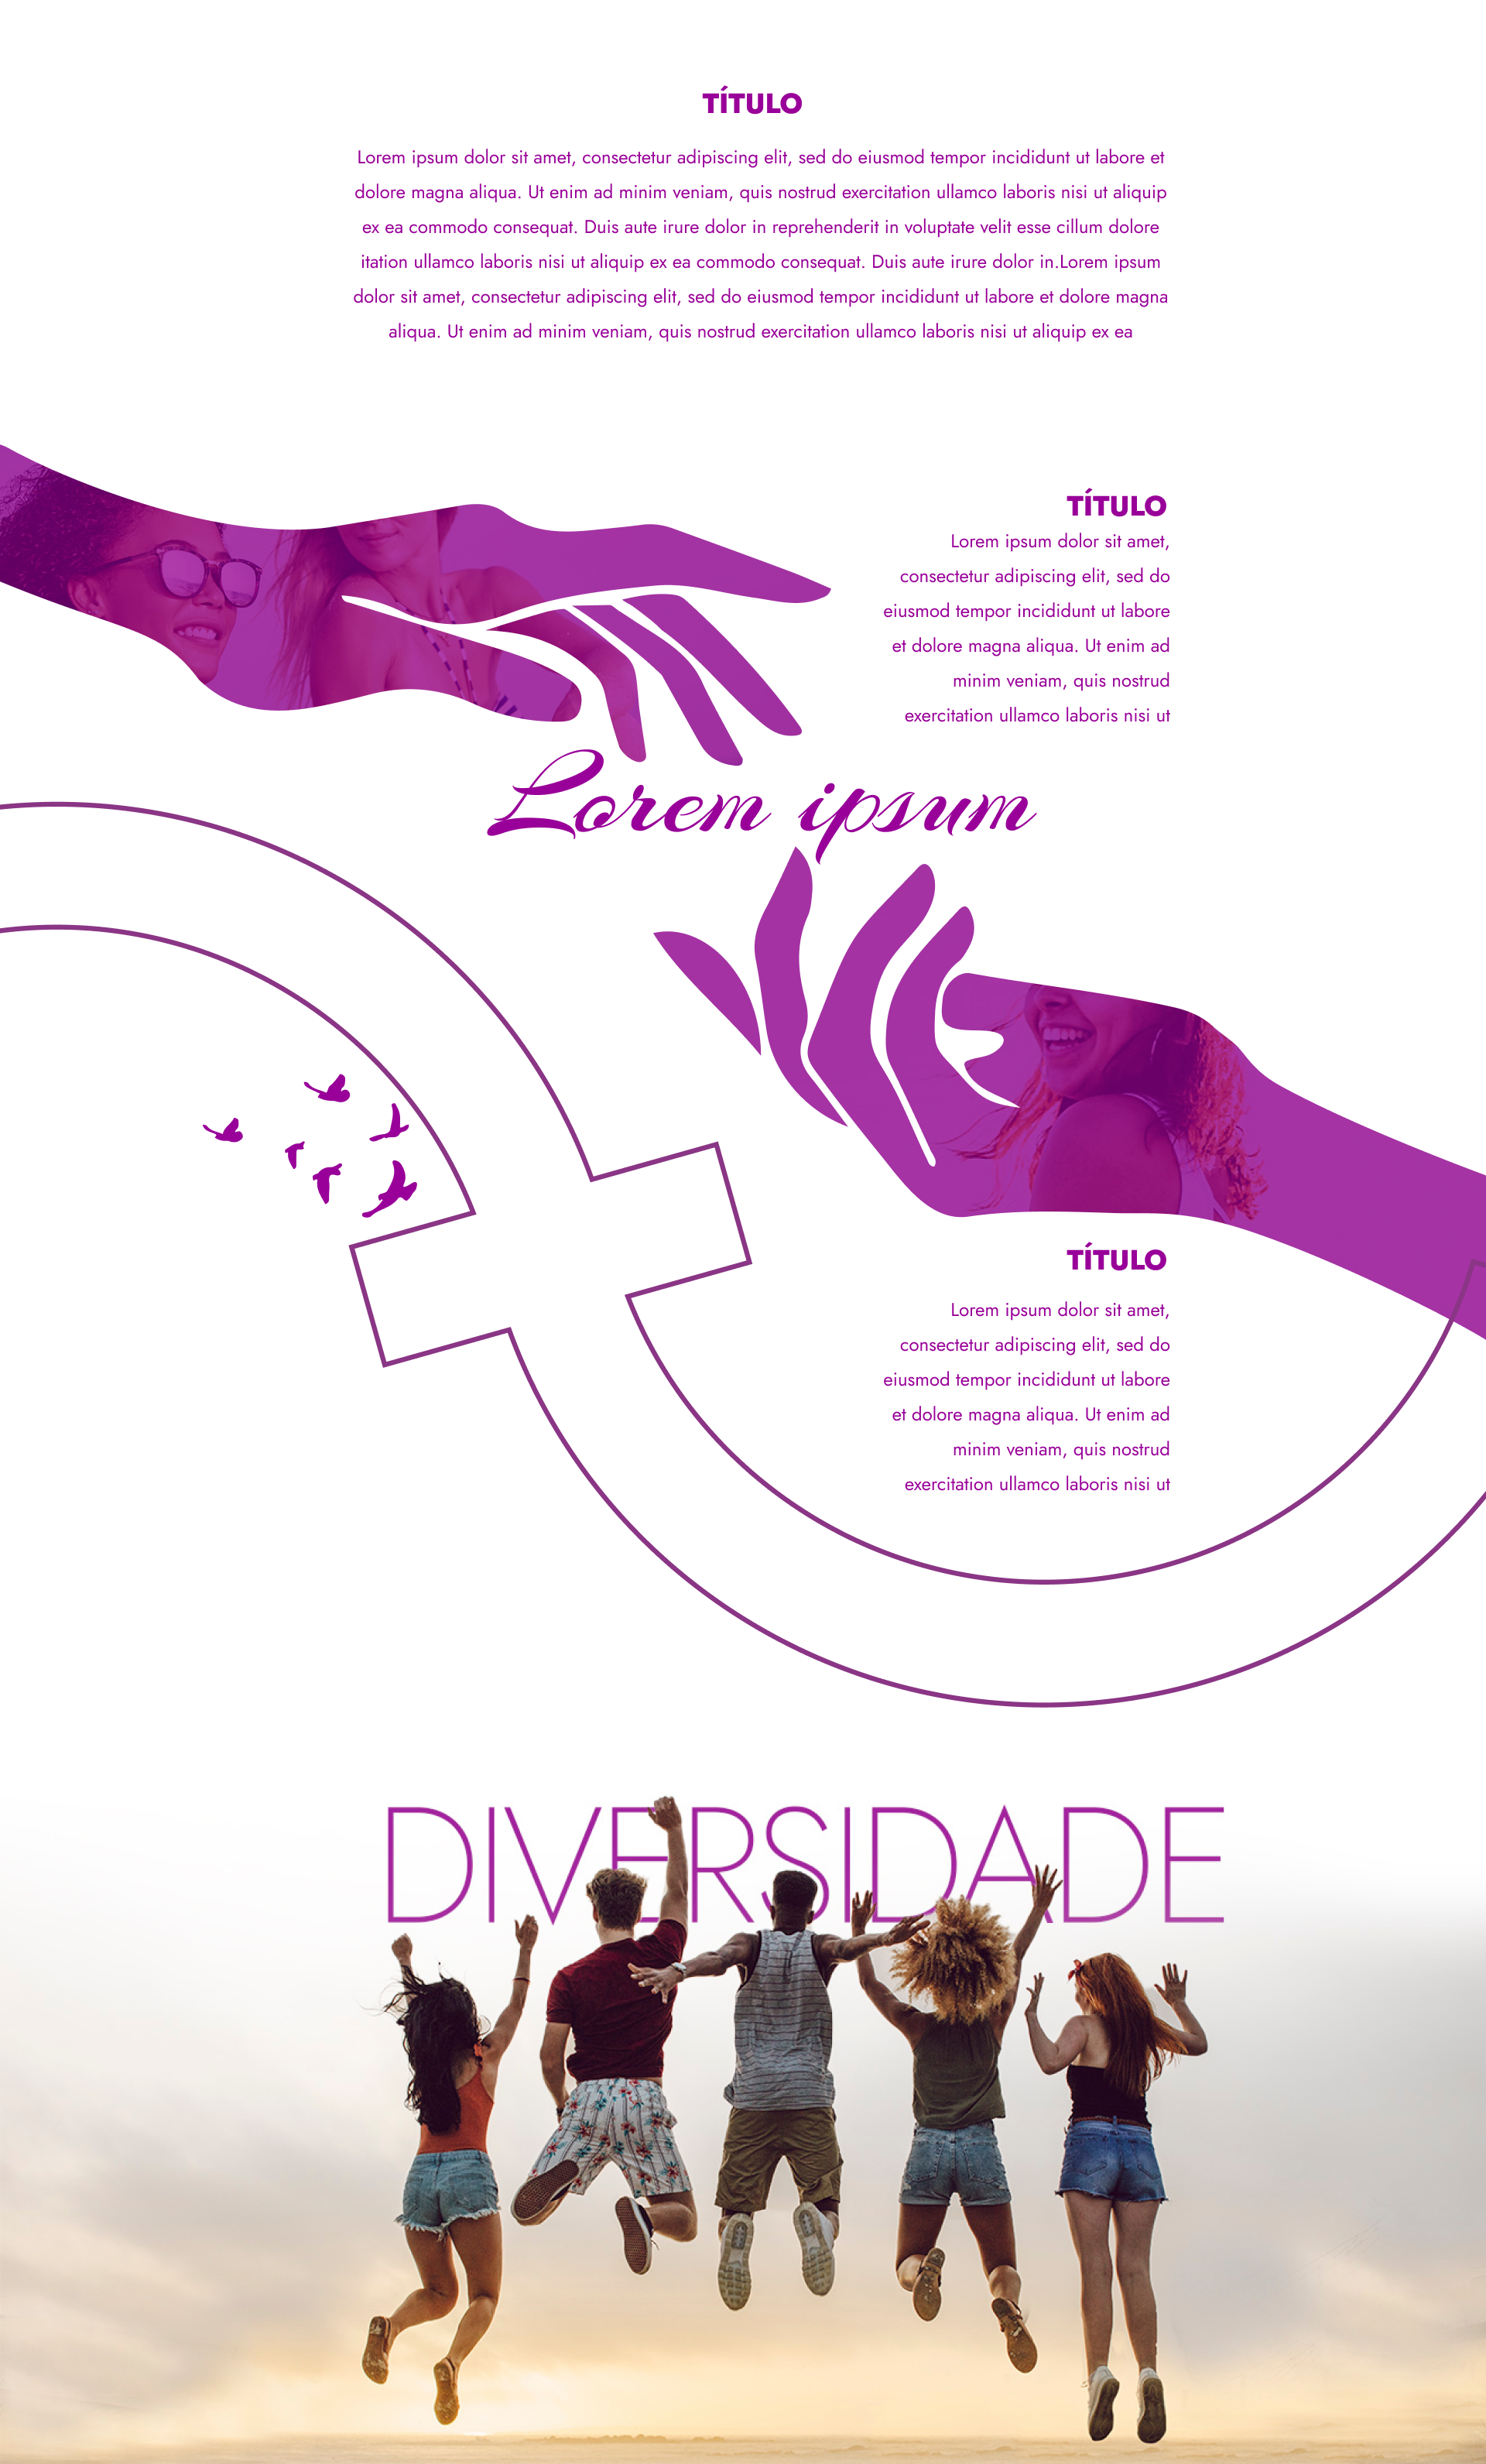 TÍTULO
Lorem ipsum dolor sit amet, consectetur adipiscing elit, sed do eiusmod tempor incididunt ut labore et
dolore magna aliqua. Ut enim ad minim veniam, quis nostrud exercitation ullamco laboris nisi ut aliquip
ex ea commodo consequat. Duis aute irure dolor in reprehenderit in voluptate velit esse cillum dolore
itation ullamco laboris nisi ut aliquip ex ea commodo consequat. Duis aute irure dolor in.Lorem ipsum
dolor sit amet, consectetur adipiscing elit, sed do eiusmod tempor incididunt ut labore et dolore magna
aliqua. Ut enim ad minim veniam, quis nostrud exercitation ullamco laboris nisi ut aliquip ex ea
TÍTULO
Lorem ipsum dolor sit amet,
consectetur adipiscing elit, sed do
eiusmod tempor incididunt ut labore
et dolore magna aliqua. Ut enim ad
minim veniam, quis nostrud
exercitation ullamco laboris nisi ut
Lorem ipsum
TÍTULO
Lorem ipsum dolor sit amet,
consectetur adipiscing elit, sed do
eiusmod tempor incididunt ut labore
et dolore magna aliqua. Ut enim ad
minim veniam, quis nostrud
exercitation ullamco laboris nisi ut
DIVERSIDADE